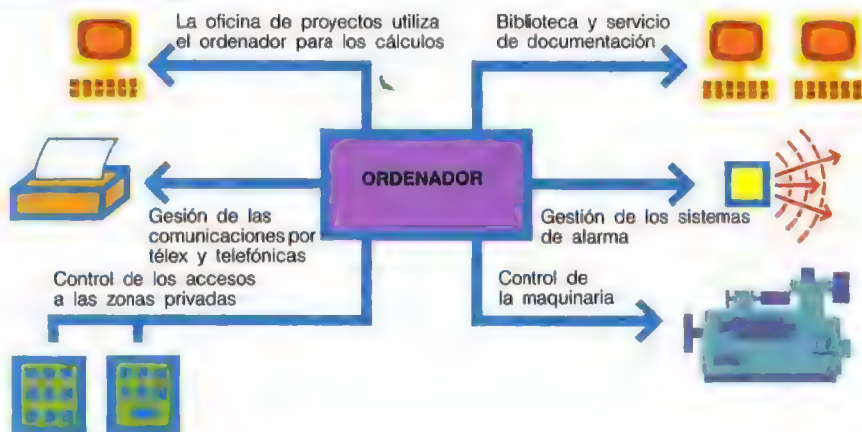 La oficina de proyectos utiliza
el ordenador para los cálculos
Biblioteca y servicio
de documentación
ORDENADOR
Gesión de las
comunicaciones por
télex y telefónicas
Gestión de los sistemas
de alarma
Control de los accesos
a las zonas privadas
Control de
la maquinaria